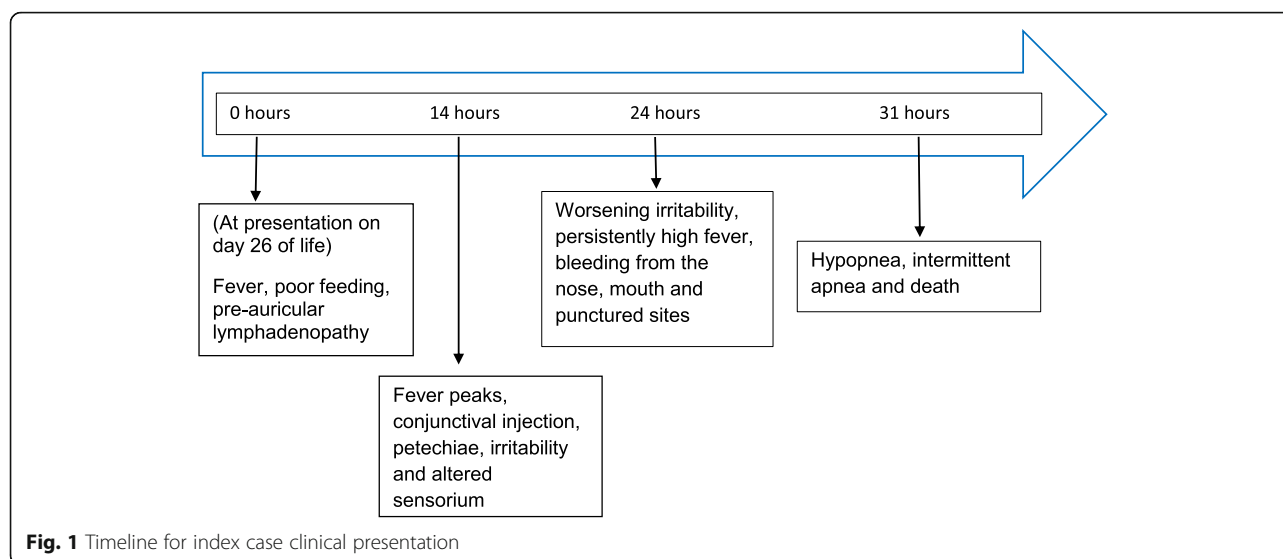 0 hours 14 hours 24 hours 31 hours
(At presentation on
day 26 of life)
Fever, poor feeding,
pre-auricular
lymphadenopathy
Fever peaks,
conjunctival injection,
petechiae, irritability
and altered
sensorium
Worsening irritability,
persistently high fever,
bleeding from the
nose, mouth and
punctured sites
Hypopnea, intermittent
apnea and death
Fig. 1 Timeline for index case clinical presentation